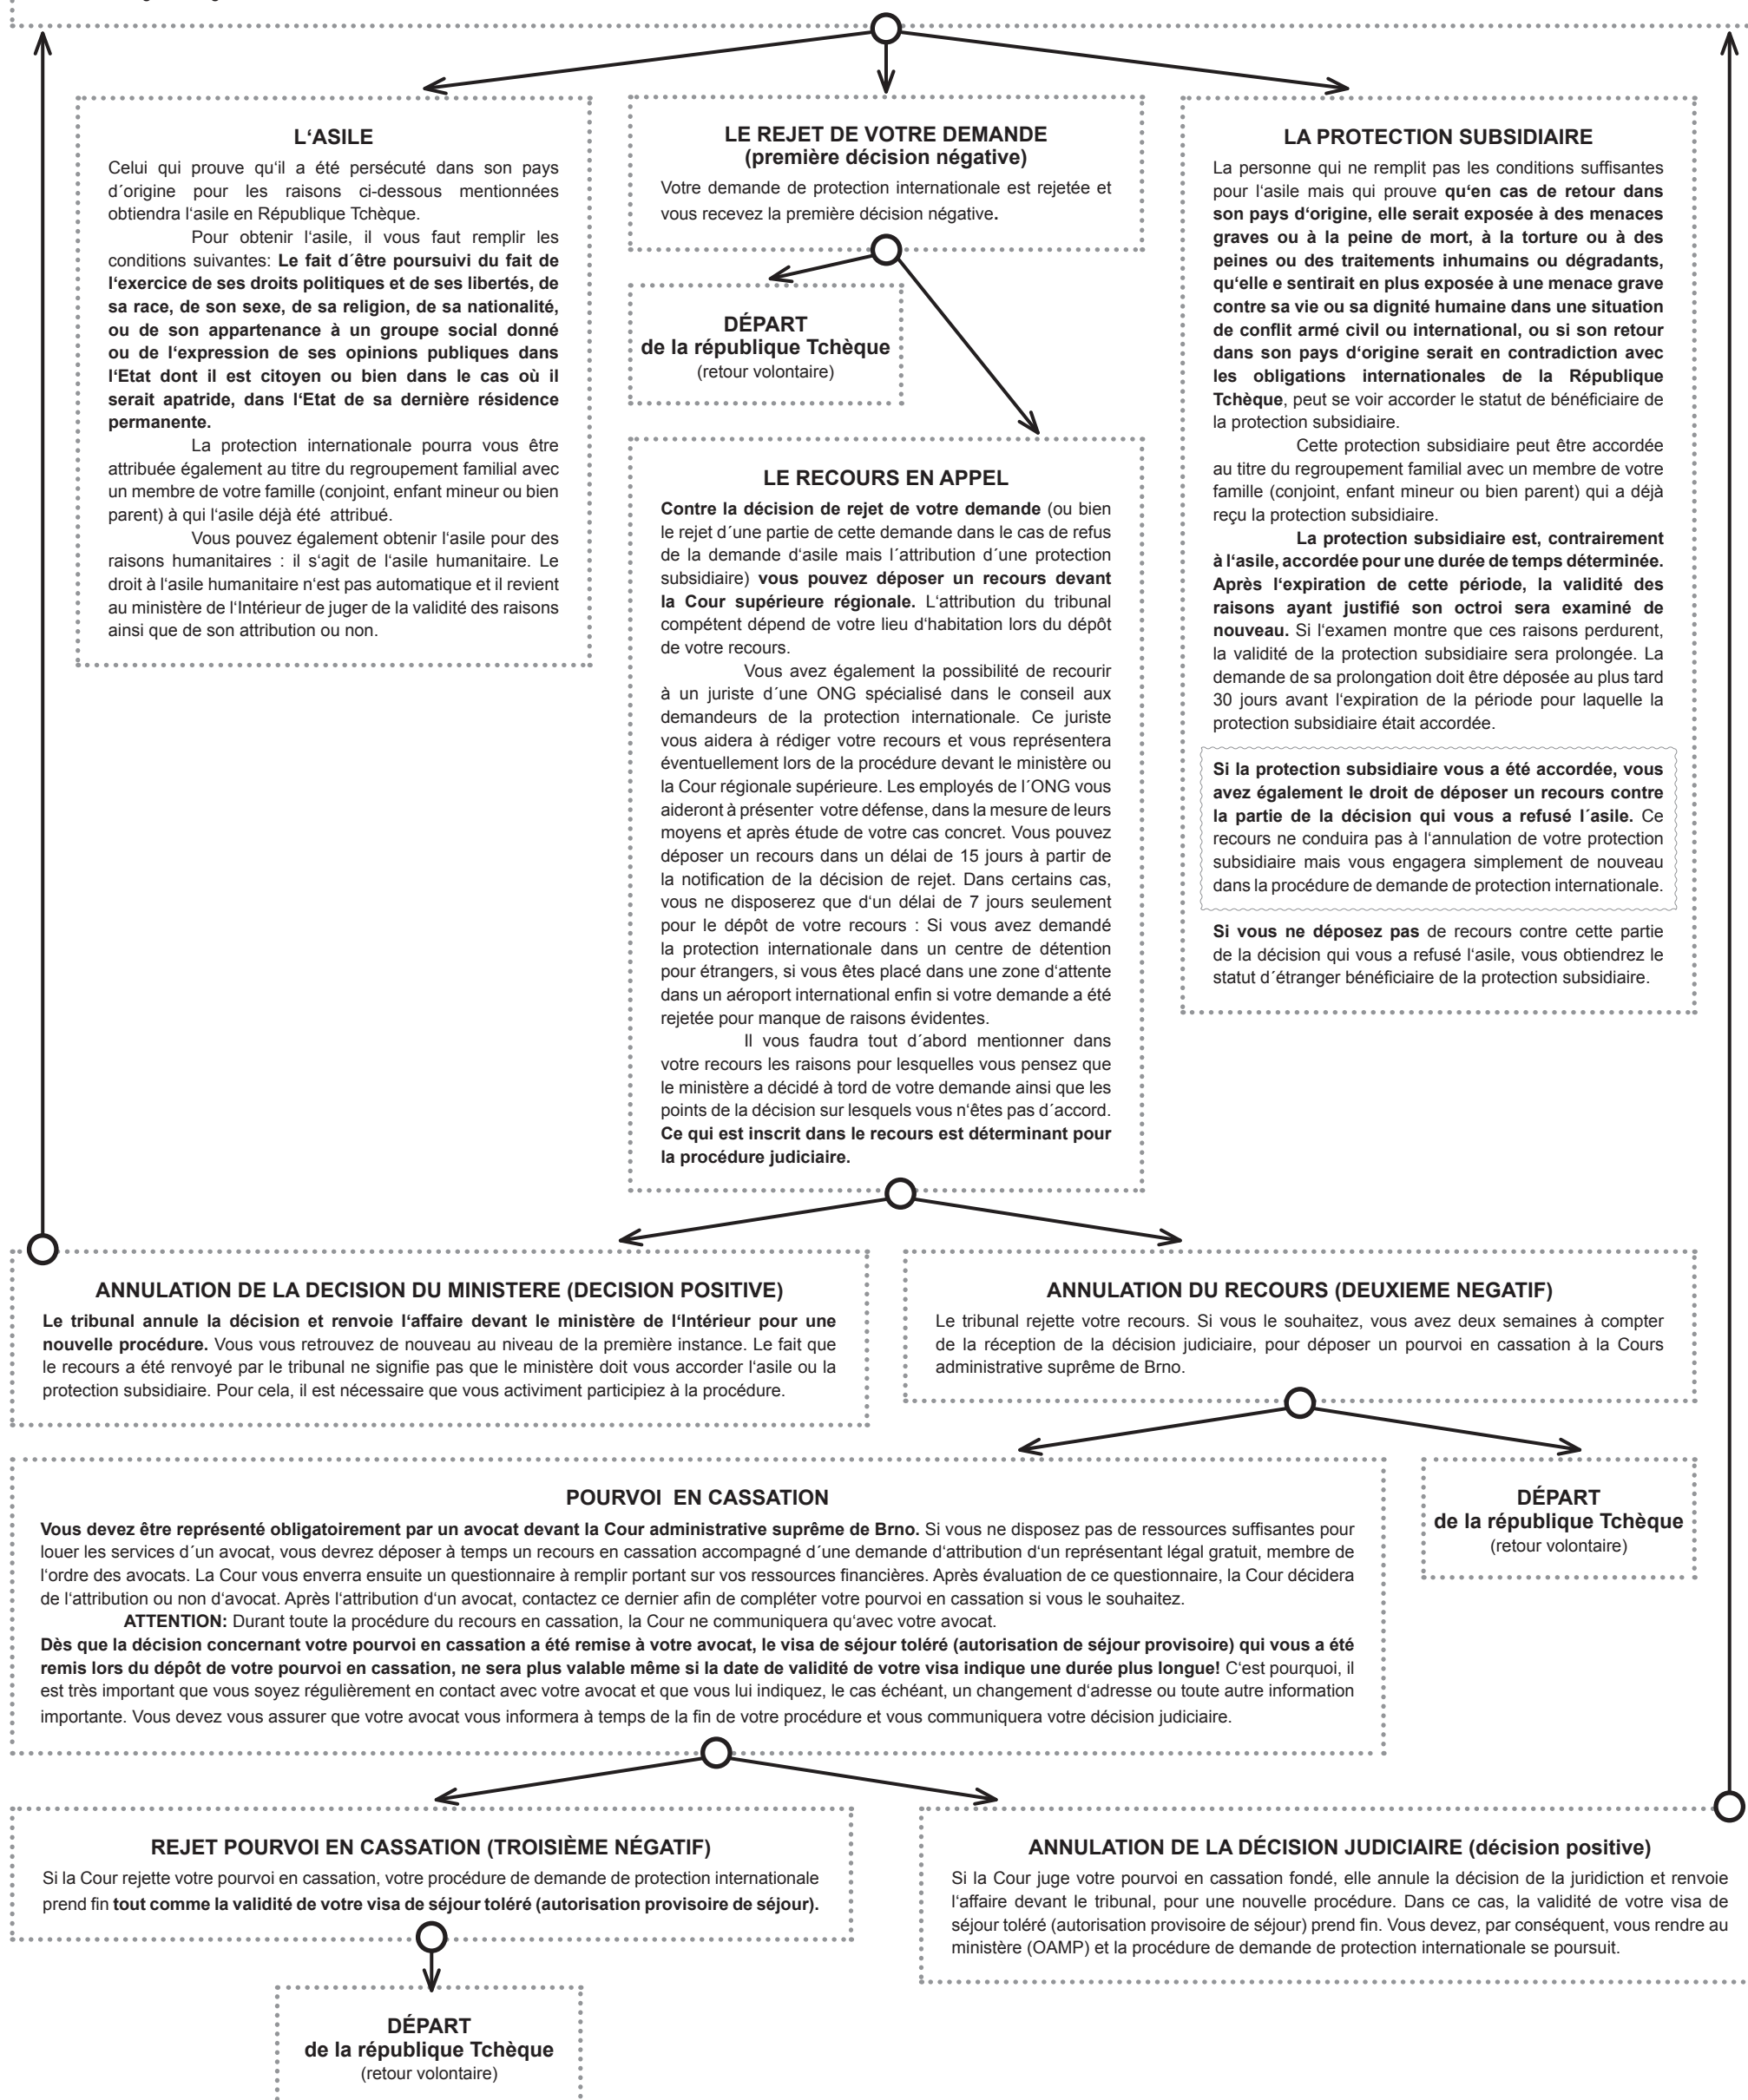 L‘ASILE
Celui qui prouve qu‘il a été persécuté dans son pays
d´origine pour les raisons ci-dessous mentionnées
obtiendra l‘asile en République Tchèque.
Pour obtenir l‘asile, il vous faut remplir les
conditions suivantes: Le fait d´être poursuivi du fait de
l‘exercice de ses droits politiques et de ses libertés, de
sa race, de son sexe, de sa religion, de sa nationalité,
ou de son appartenance à un groupe social donné
ou de l‘expression de ses opinions publiques dans
l‘Etat dont il est citoyen ou bien dans le cas où il
serait apatride, dans l‘Etat de sa dernière résidence
permanente.
La protection internationale pourra vous être
attribuée également au titre du regroupement familial avec
un membre de votre famille (conjoint, enfant mineur ou bien
parent) à qui l‘asile déjà été attribué.
Vous pouvez également obtenir l‘asile pour des
raisons humanitaires : il s‘agit de l‘asile humanitaire. Le
droit à l‘asile humanitaire n‘est pas automatique et il revient
au ministère de l‘Intérieur de juger de la validité des raisons
ainsi que de son attribution ou non.
LE REJET DE VOTRE DEMANDE
(première décision négative)
Votre demande de protection internationale est rejetée et
vous recevez la première décision négative.
DÉPART
de la république Tchèque
(retour volontaire)
LE RECOURS EN APPEL
Contre la décision de rejet de votre demande (ou bien
le rejet d´une partie de cette demande dans le cas de refus
de la demande d‘asile mais l´attribution d´une protection
subsidiaire) vous pouvez déposer un recours devant
la Cour supérieure régionale. L‘attribution du tribunal
compétent dépend de votre lieu d‘habitation lors du dépôt
de votre recours.
Vous avez également la possibilité de recourir
à un juriste d´une ONG spécialisé dans le conseil aux
demandeurs de la protection internationale. Ce juriste
vous aidera à rédiger votre recours et vous représentera
éventuellement lors de la procédure devant le ministère ou
la Cour régionale supérieure. Les employés de l´ONG vous
aideront à présenter votre défense, dans la mesure de leurs
moyens et après étude de votre cas concret. Vous pouvez
déposer un recours dans un délai de 15 jours à partir de
la notification de la décision de rejet. Dans certains cas,
vous ne disposerez que d‘un délai de 7 jours seulement
pour le dépôt de votre recours : Si vous avez demandé
la protection internationale dans un centre de détention
pour étrangers, si vous êtes placé dans une zone d‘attente
dans un aéroport international enfin si votre demande a été
rejetée pour manque de raisons évidentes.
Il vous faudra tout d´abord mentionner dans
votre recours les raisons pour lesquelles vous pensez que
le ministère a décidé à tord de votre demande ainsi que les
points de la décision sur lesquels vous n‘êtes pas d´accord.
Ce qui est inscrit dans le recours est déterminant pour
la procédure judiciaire.
LA PROTECTION SUBSIDIAIRE
La personne qui ne remplit pas les conditions suffisantes
pour l‘asile mais qui prouve qu‘en cas de retour dans
son pays d‘origine, elle serait exposée à des menaces
graves ou à la peine de mort, à la torture ou à des
peines ou des traitements inhumains ou dégradants,
qu‘elle e sentirait en plus exposée à une menace grave
contre sa vie ou sa dignité humaine dans une situation
de conflit armé civil ou international, ou si son retour
dans son pays d‘origine serait en contradiction avec
les obligations internationales de la République
Tchèque, peut se voir accorder le statut de bénéficiaire de
la protection subsidiaire.
Cette protection subsidiaire peut être accordée
au titre du regroupement familial avec un membre de votre
famille (conjoint, enfant mineur ou bien parent) qui a déjà
reçu la protection subsidiaire.
La protection subsidiaire est, contrairement
à l‘asile, accordée pour une durée de temps déterminée.
Après l‘expiration de cette période, la validité des
raisons ayant justifié son octroi sera examiné de
nouveau. Si l‘examen montre que ces raisons perdurent,
la validité de la protection subsidiaire sera prolongée. La
demande de sa prolongation doit être déposée au plus tard
30 jours avant l‘expiration de la période pour laquelle la
protection subsidiaire était accordée.
Si la protection subsidiaire vous a été accordée, vous
avez également le droit de déposer un recours contre
la partie de la décision qui vous a refusé l´asile. Ce
recours ne conduira pas à l‘annulation de votre protection
subsidiaire mais vous engagera simplement de nouveau
dans la procédure de demande de protection internationale.
Si vous ne déposez pas de recours contre cette partie
de la décision qui vous a refusé l‘asile, vous obtiendrez le
statut d´étranger bénéficiaire de la protection subsidiaire.
ANNULATION DE LA DECISION DU MINISTERE (DECISION POSITIVE)
Le tribunal annule la décision et renvoie l‘affaire devant le ministère de l‘Intérieur pour une
nouvelle procédure. Vous vous retrouvez de nouveau au niveau de la première instance. Le fait que
le recours a été renvoyé par le tribunal ne signifie pas que le ministère doit vous accorder l‘asile ou la
protection subsidiaire. Pour cela, il est nécessaire que vous activiment participiez à la procédure.
ANNULATION DU RECOURS (DEUXIEME NEGATIF)
Le tribunal rejette votre recours. Si vous le souhaitez, vous avez deux semaines à compter
de la réception de la décision judiciaire, pour déposer un pourvoi en cassation à la Cours
administrative suprême de Brno.
POURVOI EN CASSATION
Vous devez être représenté obligatoirement par un avocat devant la Cour administrative suprême de Brno. Si vous ne disposez pas de ressources suffisantes pour
louer les services d´un avocat, vous devrez déposer à temps un recours en cassation accompagné d´une demande d‘attribution d‘un représentant légal gratuit, membre de
l‘ordre des avocats. La Cour vous enverra ensuite un questionnaire à remplir portant sur vos ressources financières. Après évaluation de ce questionnaire, la Cour décidera
de l‘attribution ou non d‘avocat. Après l‘attribution d‘un avocat, contactez ce dernier afin de compléter votre pourvoi en cassation si vous le souhaitez.
ATTENTION: Durant toute la procédure du recours en cassation, la Cour ne communiquera qu‘avec votre avocat.
Dès que la décision concernant votre pourvoi en cassation a été remise à votre avocat, le visa de séjour toléré (autorisation de séjour provisoire) qui vous a été
remis lors du dépôt de votre pourvoi en cassation, ne sera plus valable même si la date de validité de votre visa indique une durée plus longue! C‘est pourquoi, il
est très important que vous soyez régulièrement en contact avec votre avocat et que vous lui indiquez, le cas échéant, un changement d‘adresse ou toute autre information
importante. Vous devez vous assurer que votre avocat vous informera à temps de la fin de votre procédure et vous communiquera votre décision judiciaire.
DÉPART
de la république Tchèque
(retour volontaire)
REJET POURVOI EN CASSATION (TROISIÈME NÉGATIF)
Si la Cour rejette votre pourvoi en cassation, votre procédure de demande de protection internationale
prend fin tout comme la validité de votre visa de séjour toléré (autorisation provisoire de séjour).
ANNULATION DE LA DÉCISION JUDICIAIRE (décision positive)
Si la Cour juge votre pourvoi en cassation fondé, elle annule la décision de la juridiction et renvoie
l‘affaire devant le tribunal, pour une nouvelle procédure. Dans ce cas, la validité de votre visa de
séjour toléré (autorisation provisoire de séjour) prend fin. Vous devez, par conséquent, vous rendre au
ministère (OAMP) et la procédure de demande de protection internationale se poursuit.
DÉPART
de la république Tchèque
(retour volontaire)